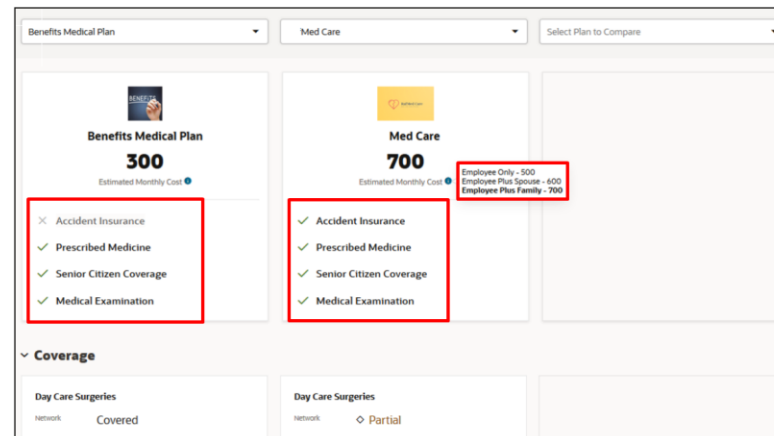 Benefits Medical Plan
Med Care
Select Plan to Compare
BENEFITS
Benefits Medical Plan
300
Estimated Monthly Cost
Accident Insurance
Prescribed Medicine
Senior Citizen Coverage
Medical Examination
Med Care
700
Estimated Monthly Cost
Employee Only - 500
Employee Plus Spouse - 600
Employee Plus Family - 700
Accident Insurance
Prescribed Medicine
Senior Citizen Coverage
Medical Examination
Coverage
Day Care Surgeries
Network Covered
Day Care Surgeries
Network Partial